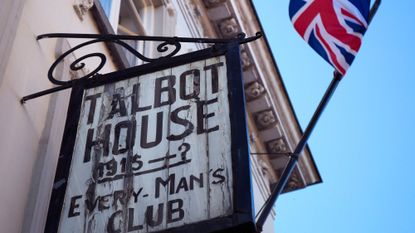 TALBOT
HOUSE
1915—?
EVERY-MAN'S
CLUB